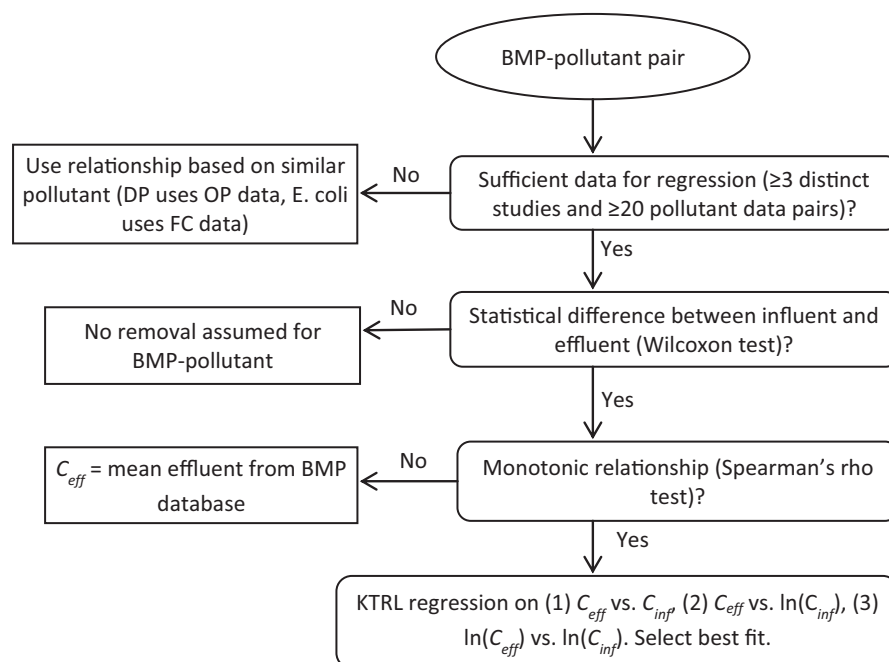 BMP-pollutant pair
Use relationship based on similar
pollutant (DP uses OP data, E. coli
uses FC data)
No
Sufficient data for regression (≥3 distinct
studies and ≥20 pollutant data pairs)?
Yes
No removal assumed for
BMP-pollutant
No
Statistical difference between influent and
effluent (Wilcoxon test)?
Yes
C_eff = mean effluent from BMP
database
No
Monotonic relationship (Spearman’s rho
test)?
Yes
KTRL regression on (1) C_eff vs. C_inf, (2) C_eff vs. ln(C_inf), (3)
ln(C_eff) vs. ln(C_inf). Select best fit.